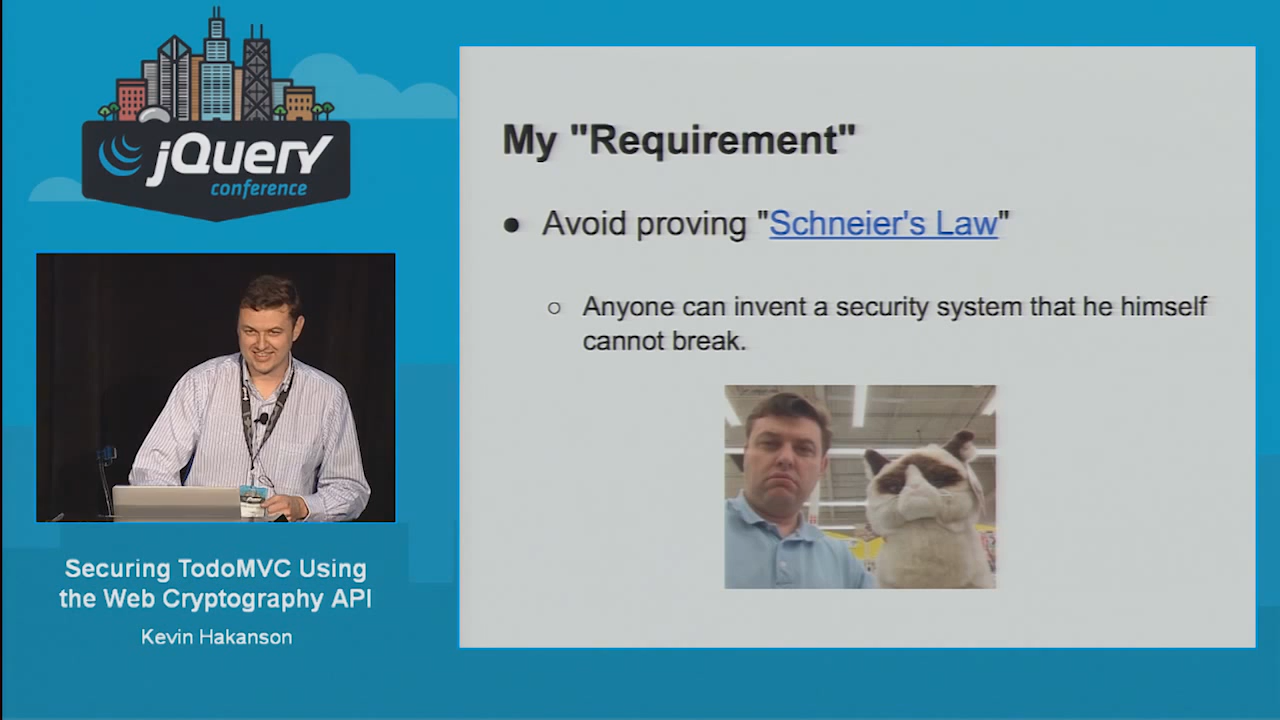 jQuery
conference
My "Requirement"
● Avoid proving "Schneier's Law"
○ Anyone can invent a security system that he himself
cannot break.
Securing TodoMVC Using
the Web Cryptography API
Kevin Hakanson